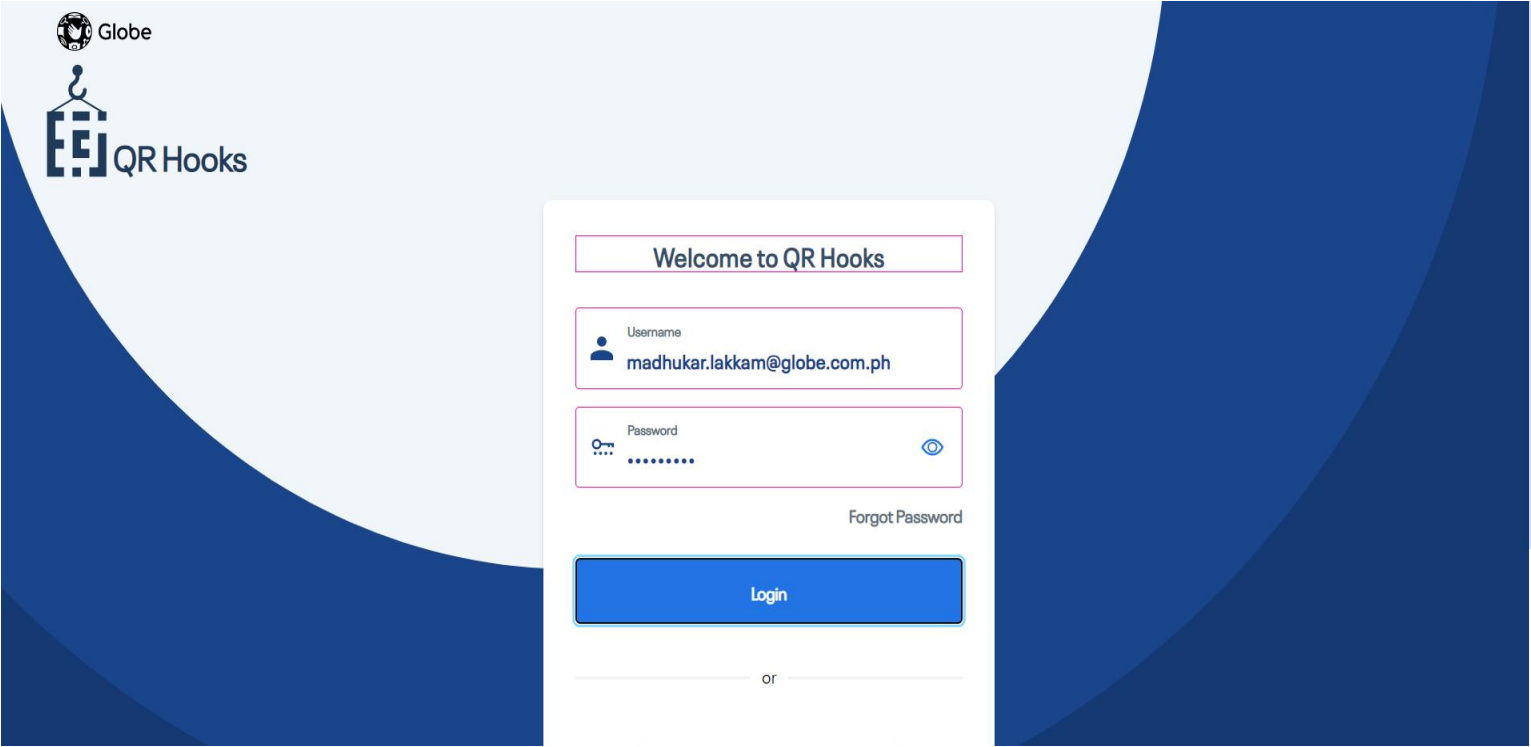 Globe
QR Hooks
Welcome to QR Hooks
Username
madhukar.lakkam@globe.com.ph
Password
•••••••••
Forgot Password
Login
or